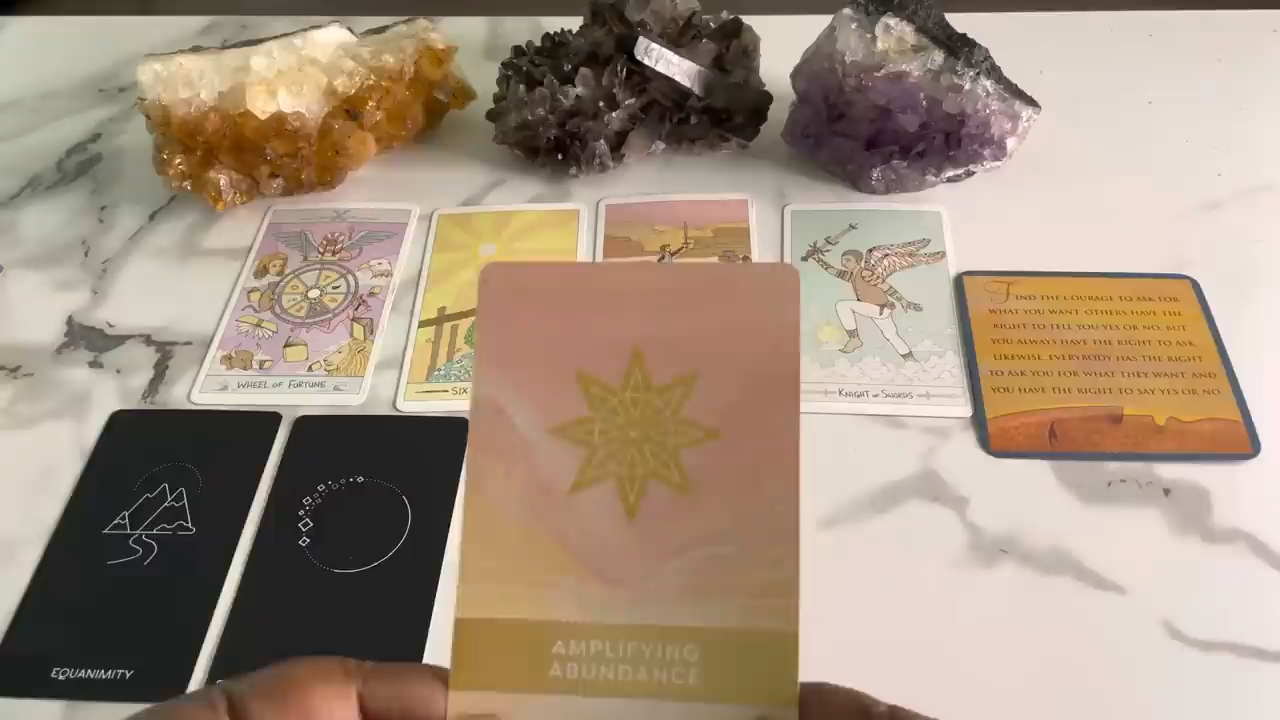 X
WHEEL OF FORTUNE
SIX
KNIGHT OF SWORDS
FIND THE COURAGE TO ASK FOR
WHAT YOU WANT. OTHERS HAVE THE
RIGHT TO TELL YOU YES OR NO, BUT
YOU ALWAYS HAVE THE RIGHT TO ASK.
LIKEWISE, EVERYBODY HAS THE RIGHT
TO ASK YOU FOR WHAT THEY WANT, AND
YOU HAVE THE RIGHT TO SAY YES OR NO
EQUANIMITY
AMPLIFYING
ABUNDANCE